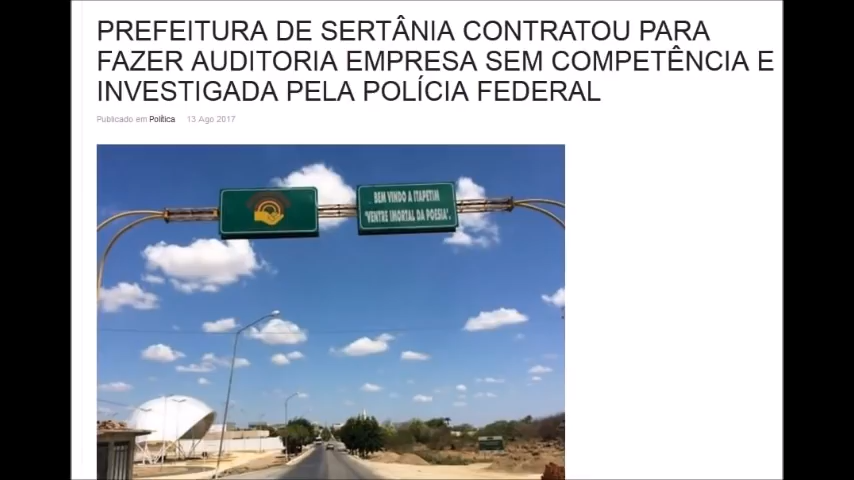 PREFEITURA DE SERTÂNIA CONTRATOU PARA
FAZER AUDITORIA EMPRESA SEM COMPETÊNCIA E
INVESTIGADA PELA POLÍCIA FEDERAL
Publicado em Política 13 Ago 2017
BEM VINDO A ITAPETIM
"VENTRE IMORTAL DA POESIA".